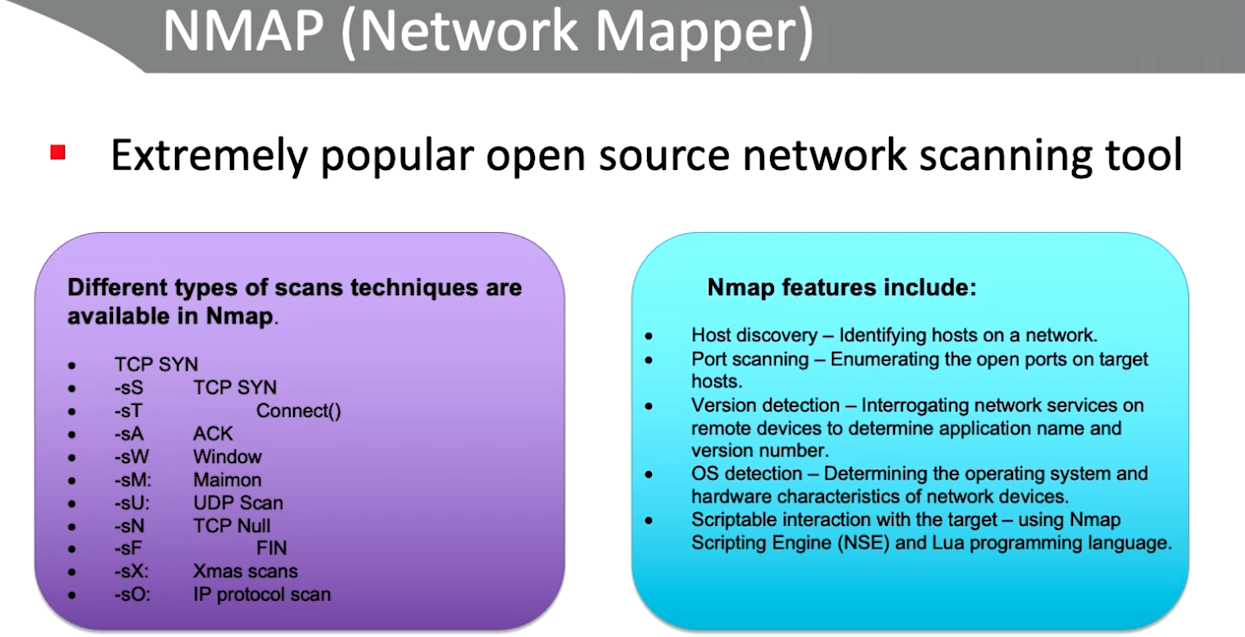 NMAP (Network Mapper)
Extremely popular open source network scanning tool
Different types of scans techniques are
available in Nmap.
TCP SYN
-sS TCP SYN
-sT Connect()
-sA ACK
-sW Window
-sM: Maimon
-sU: UDP Scan
-sN TCP Null
-sF FIN
-sX: Xmas scans
-sO: IP protocol scan
Nmap features include:
Host discovery – Identifying hosts on a network.
Port scanning – Enumerating the open ports on target
hosts.
Version detection – Interrogating network services on
remote devices to determine application name and
version number.
OS detection – Determining the operating system and
hardware characteristics of network devices.
Scriptable interaction with the target – using Nmap
Scripting Engine (NSE) and Lua programming language.